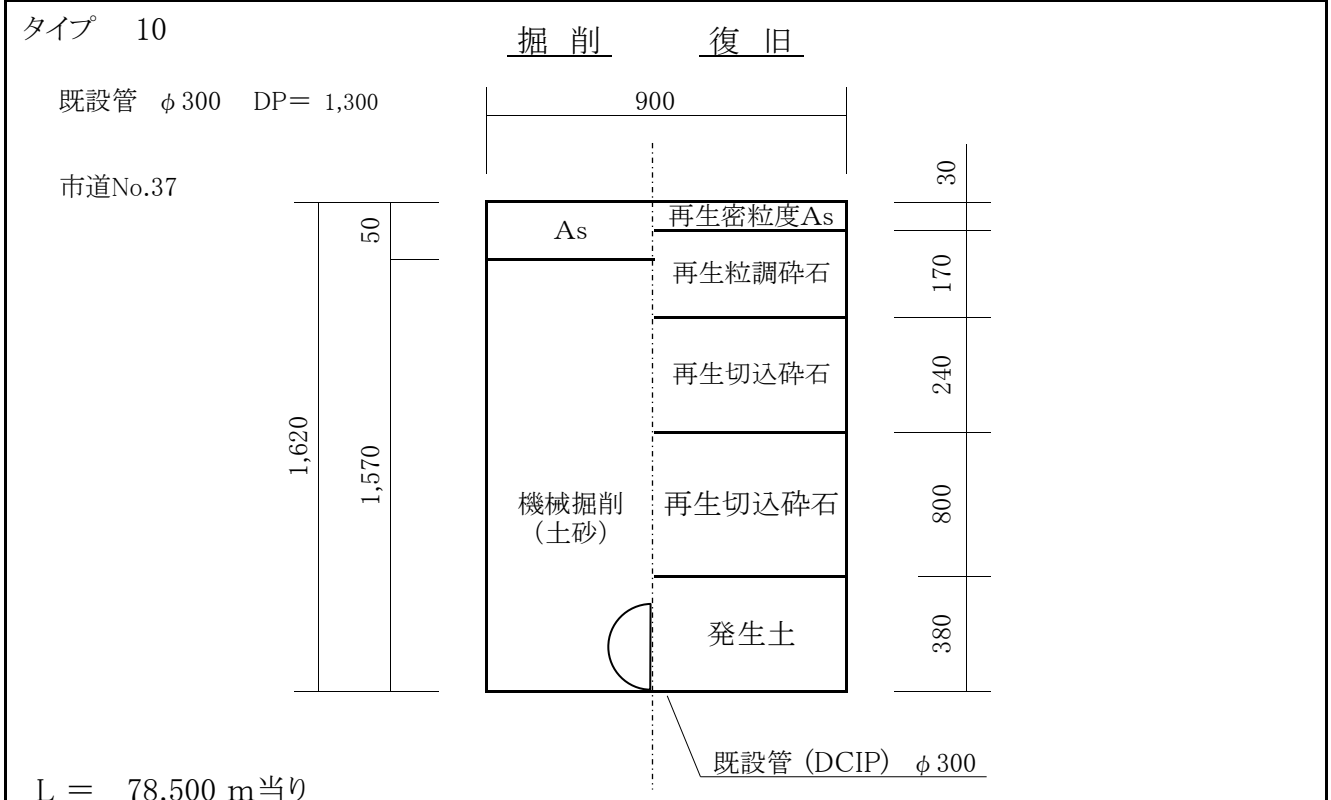 タイプ 10
掘 削 復 旧
既設管 φ300 DP＝ 1,300
900
市道No.37
30
50
As
再生密粒度As
再生粒調砕石
170
再生切込砕石
240
1,620
1,570
機械掘削
（土砂）
再生切込砕石
800
発生土
380
既設管（DCIP） φ300
L ＝ 78.500 m当り